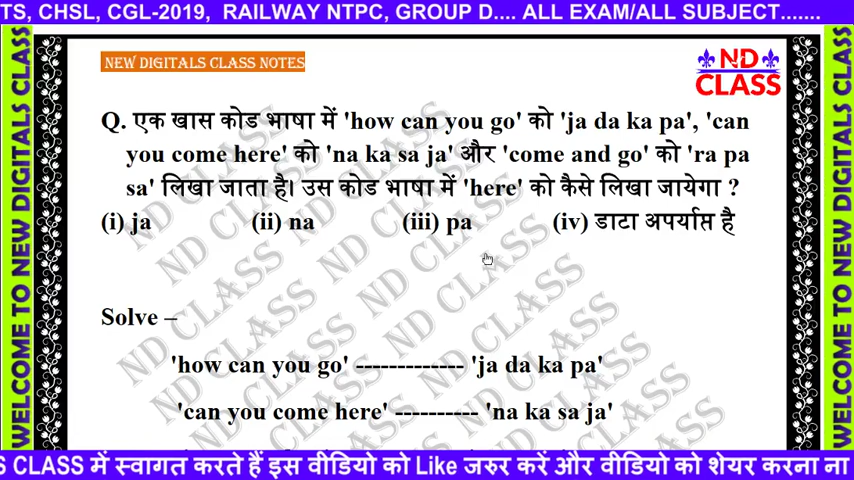 TS, CHSL, CGL-2019, RAILWAY NTPC, GROUP D.... ALL EXAM/ALL SUBJECT.......
NEW DIGITALS CLASS NOTES
ND
CLASS
Q. एक खास कोड भाषा में 'how can you go' को 'ja da ka pa', 'can
you come here' को 'na ka sa ja' और 'come and go' को 'ra pa
sa' लिखा जाता है। उस कोड भाषा में 'here' को कैसे लिखा जायेगा ?
(i) ja (ii) na (iii) pa (iv) डाटा अपर्याप्त है
Solve –
'how can you go' ------------- 'ja da ka pa'
'can you come here' ---------- 'na ka sa ja'
S CLASS में स्वागत करते हैं इस वीडियो को Like जरुर करें और वीडियो को शेयर करना ना
WELCOME TO NEW DIGITALS CLASS
WELCOME TO NEW DIGITALS CLASS